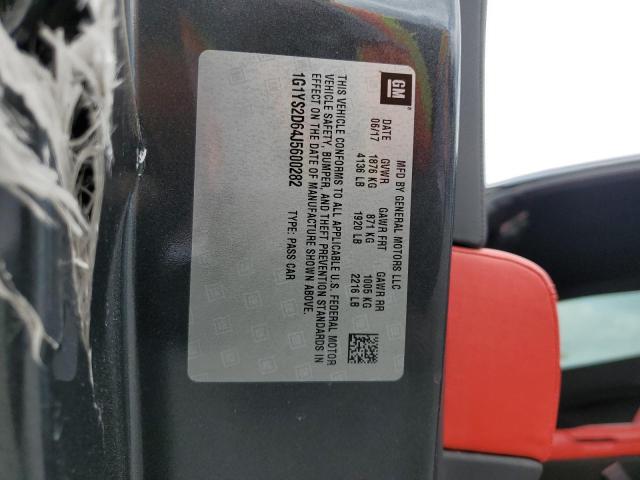 GM
MFD BY GENERAL MOTORS LLC
DATE GVWR GAWR FRT GAWR RR
06/17 1876 KG 871 KG 1005 KG
4136 LB 1920 LB 2216 LB
THIS VEHICLE CONFORMS TO ALL APPLICABLE U.S. FEDERAL MOTOR
VEHICLE SAFETY, BUMPER, AND THEFT PREVENTION STANDARDS IN
EFFECT ON THE DATE OF MANUFACTURE SHOWN ABOVE.
1G1YS2D64J5600282 TYPE: PASS CAR